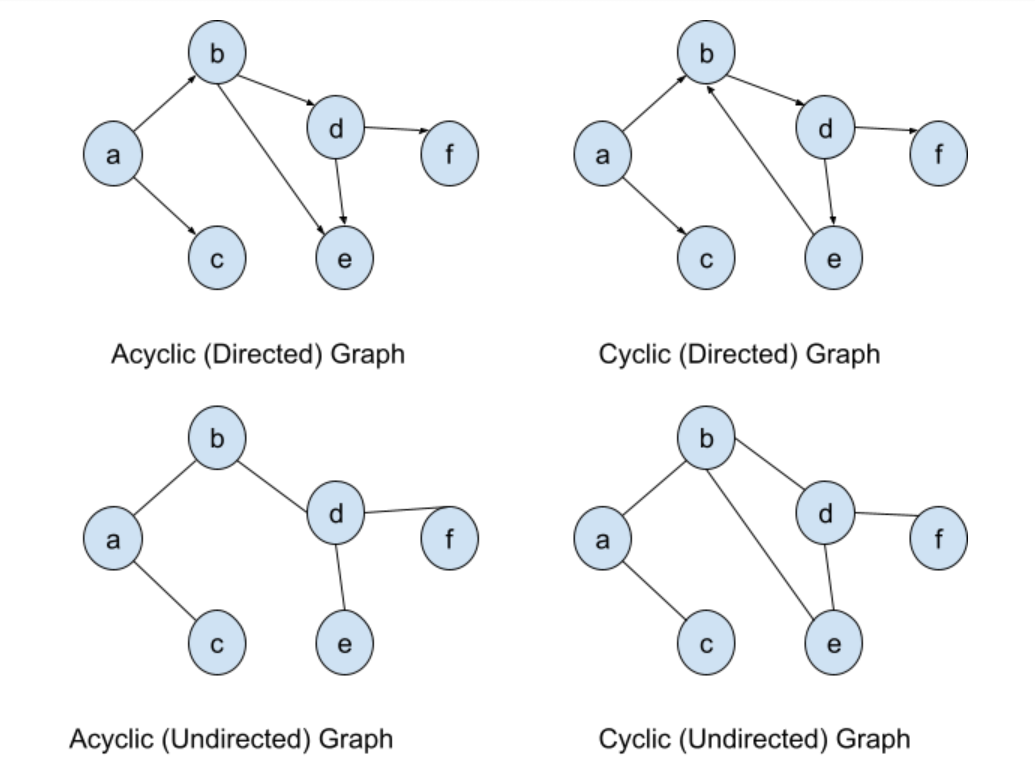 b
b
d
d
a
f
a
f
c
e
c
e
Acyclic (Directed) Graph
Cyclic (Directed) Graph
b
b
d
d
a
f
a
f
c
e
c
e
Acyclic (Undirected) Graph
Cyclic (Undirected) Graph